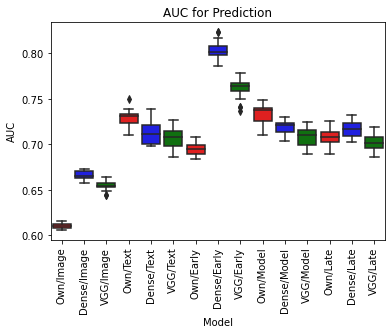 AUC for Prediction
AUC
0.80
0.75
0.70
0.65
0.60
Own/Image
Dense/Image
VGG/Image
Own/Text
Dense/Text
VGG/Text
Own/Early
Dense/Early
VGG/Early
Own/Model
Dense/Model
VGG/Model
Own/Late
Dense/Late
VGG/Late
Model